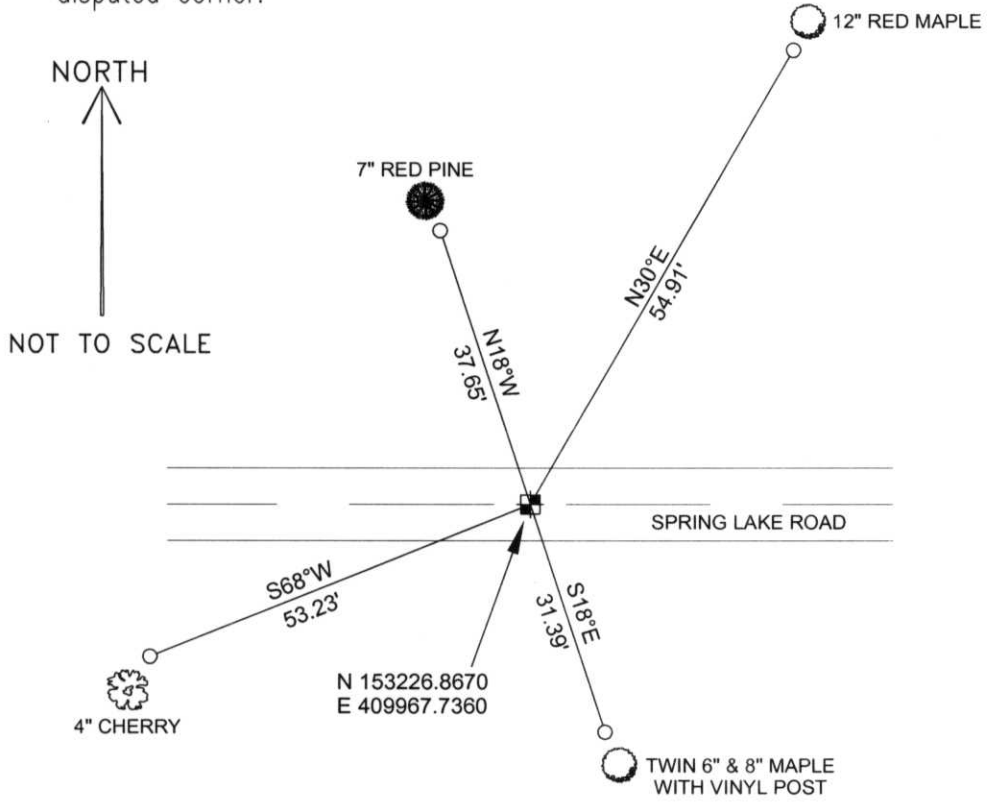 disputed corner.
12" RED MAPLE
NORTH
7" RED PINE
N30°E
54.91'
NOT TO SCALE
N18°W
37.65'
SPRING LAKE ROAD
S68°W
53.23'
S18°E
31.39'
N 153226.8670
E 409967.7360
4" CHERRY
TWIN 6" & 8" MAPLE
WITH VINYL POST